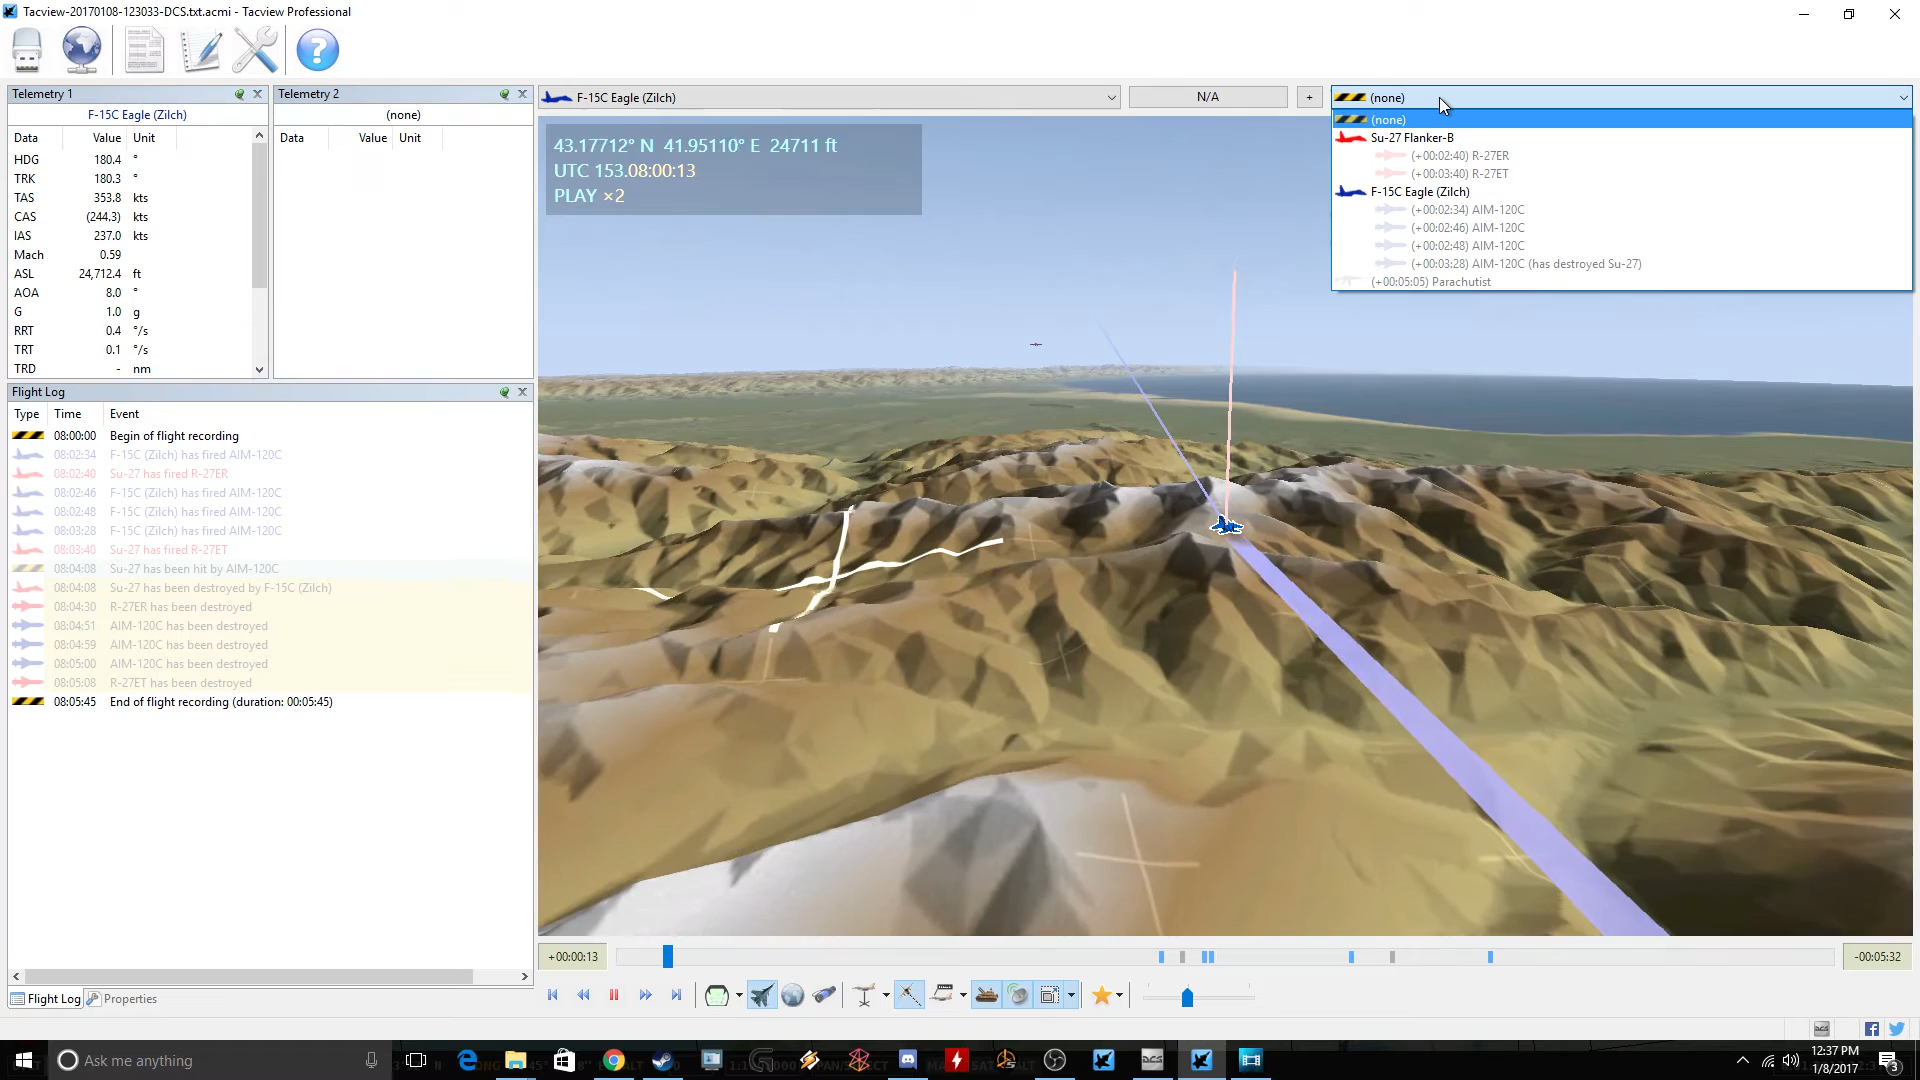 Tacview-20170108-123033-DCS.txt.acmi - Tacview Professional
Telemetry 1
Telemetry 2
F-15C Eagle (Zilch)
(none)
Data Value Unit
Data Value Unit
HDG 180.4 °
TRK 180.3 °
TAS 353.8 kts
CAS (244.3) kts
IAS 237.0 kts
Mach 0.59
ASL 24,712.4 ft
AOA 8.0 °
G 1.0 g
RRT 0.4 °/s
TRT 0.1 °/s
TRD - nm
F-15C Eagle (Zilch)
N/A
+
(none)
(none)
Su-27 Flanker-B
(+00:02:40) R-27ER
(+00:03:40) R-27ET
F-15C Eagle (Zilch)
(+00:02:34) AIM-120C
(+00:02:46) AIM-120C
(+00:02:48) AIM-120C
(+00:03:28) AIM-120C (has destroyed Su-27)
(+00:05:05) Parachutist
43.17712° N 41.95110° E 24711 ft
UTC 153.08:00:13
PLAY ×2
Flight Log
Type Time Event
08:00:00 Begin of flight recording
08:02:34 F-15C (Zilch) has fired AIM-120C
08:02:40 Su-27 has fired R-27ER
08:02:46 F-15C (Zilch) has fired AIM-120C
08:02:48 F-15C (Zilch) has fired AIM-120C
08:03:28 F-15C (Zilch) has fired AIM-120C
08:03:40 Su-27 has fired R-27ET
08:04:08 Su-27 has been hit by AIM-120C
08:04:08 Su-27 has been destroyed by F-15C (Zilch)
08:04:30 R-27ER has been destroyed
08:04:51 AIM-120C has been destroyed
08:04:59 AIM-120C has been destroyed
08:05:00 AIM-120C has been destroyed
08:05:08 R-27ET has been destroyed
08:05:45 End of flight recording (duration: 00:05:45)
+00:00:13
-00:05:32
Flight Log
Properties
Ask me anything
12:37 PM
1/8/2017
3